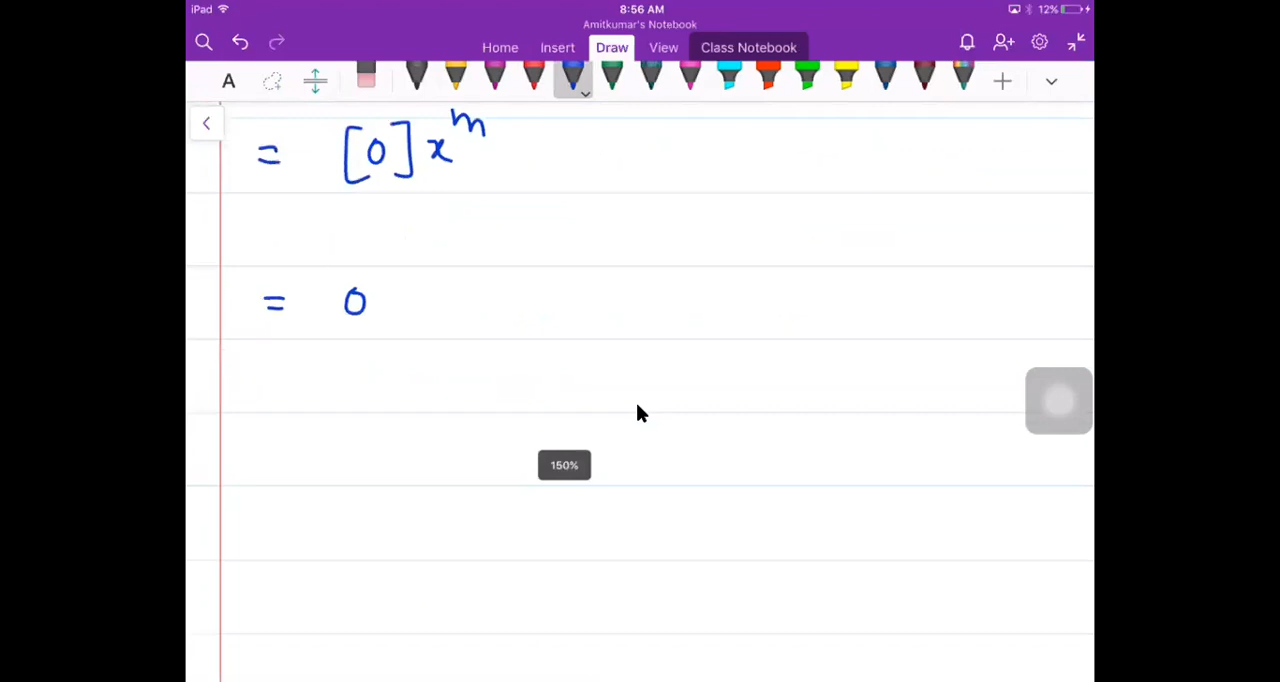 iPad 8:56 AM 12%
Amitkumar's Notebook
Home Insert Draw View Class Notebook
A
= [0] x^m
= 0
150%